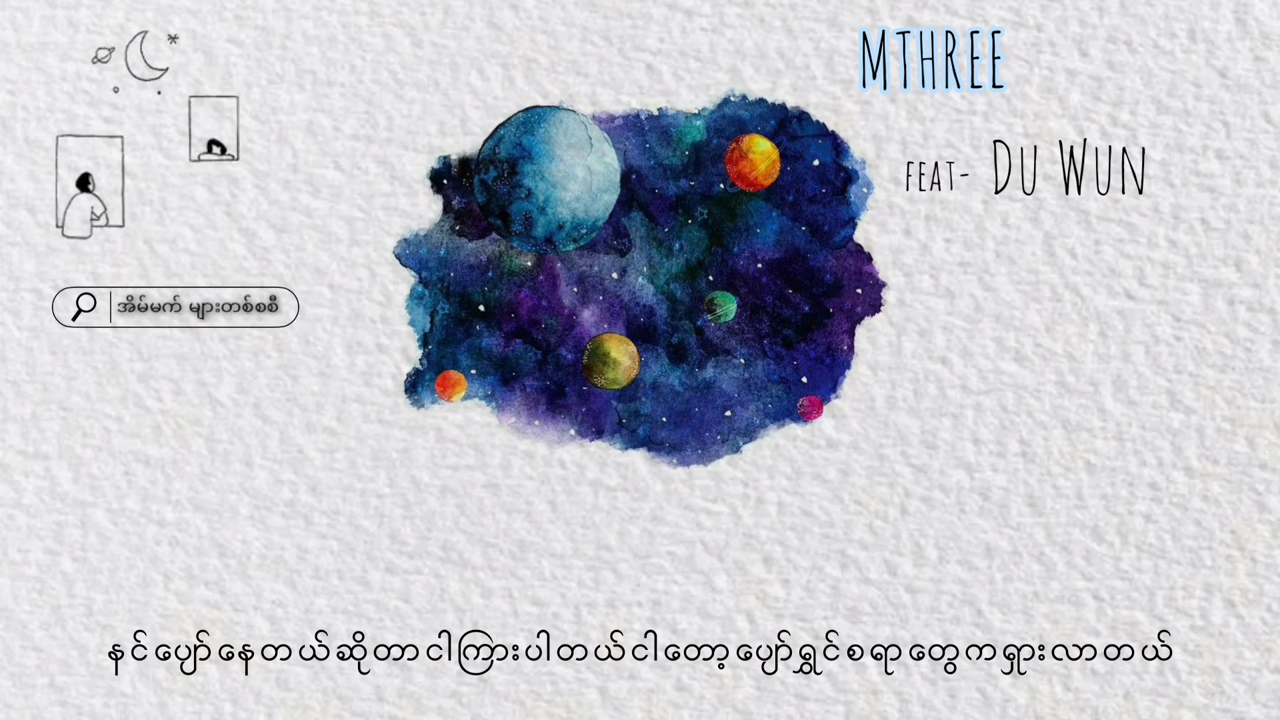 MTHREE
FEAT- DU WUN
အိမ်မက် များတစ်စစီ
နင်ပျော်နေတယ်ဆိုတာငါကြားပါတယ်ငါတော့ပျော်ရွှင်စရာတွေကရှားလာတယ်